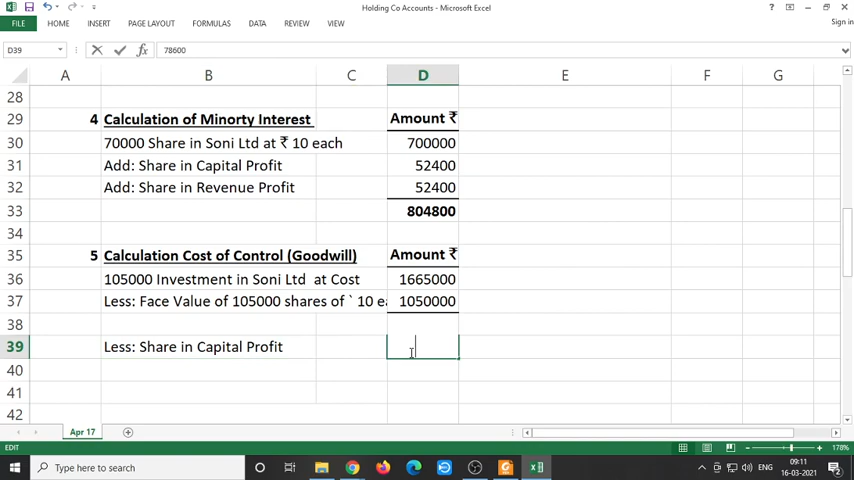 Holding Co Accounts - Microsoft Excel
?
FILE HOME INSERT PAGE LAYOUT FORMULAS DATA REVIEW VIEW Sign in
D39 fx 78600
A B C D E F G
28
29 4 Calculation of Minorty Interest Amount ₹
30 70000 Share in Soni Ltd at ₹ 10 each 700000
31 Add: Share in Capital Profit 52400
32 Add: Share in Revenue Profit 52400
33 804800
34
35 5 Calculation Cost of Control (Goodwill) Amount ₹
36 105000 Investment in Soni Ltd at Cost 1665000
37 Less: Face Value of 105000 shares of ` 10 ea 1050000
38
39 Less: Share in Capital Profit
40
41
42
Apr 17
EDIT 178%
Type here to search ENG 09:11
16-03-2021 2